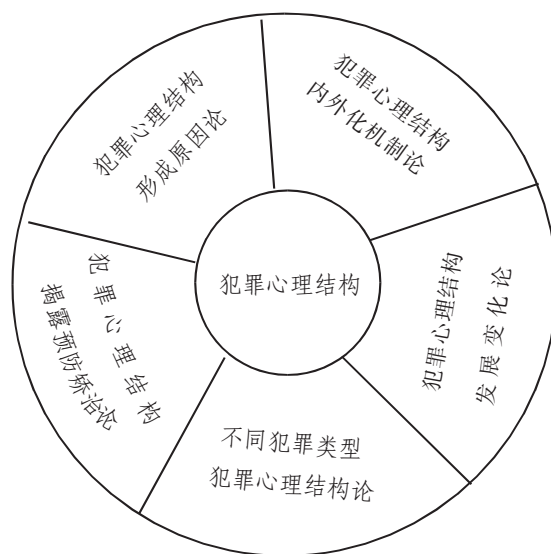 犯罪心理结构
形成原因论
犯罪心理结构
内外化机制论
犯罪心理结构
发展变化论
不同犯罪类型
犯罪心理结构论
犯罪心理结构
揭露预防矫治论
犯罪心理结构